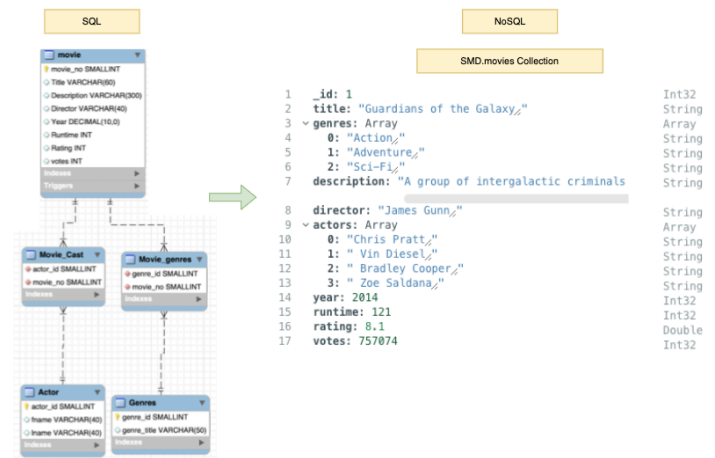 SQL
NoSQL
SMD.movies Collection
movie
movie_no SMALLINT
Title VARCHAR(60)
Description VARCHAR(300)
Director VARCHAR(40)
Year DECIMAL(10,0)
Runtime INT
Rating INT
votes INT
Indexes
Triggers
Movie_Cast
actor_id SMALLINT
movie_no SMALLINT
Indexes
Movie_genres
genre_id SMALLINT
movie_no SMALLINT
Indexes
Actor
actor_id SMALLINT
fname VARCHAR(40)
lname VARCHAR(40)
Indexes
Genres
genre_id SMALLINT
genre_title VARCHAR(50)
Indexes
1 _id: 1 Int32
2 title: "Guardians of the Galaxy" String
3 genres: Array Array
4 0: "Action" String
5 1: "Adventure" String
6 2: "Sci-Fi" String
7 description: "A group of intergalactic criminals String
8 director: "James Gunn" String
9 actors: Array Array
10 0: "Chris Pratt" String
11 1: " Vin Diesel" String
12 2: " Bradley Cooper" String
13 3: " Zoe Saldana" String
14 year: 2014 Int32
15 runtime: 121 Int32
16 rating: 8.1 Double
17 votes: 757074 Int32